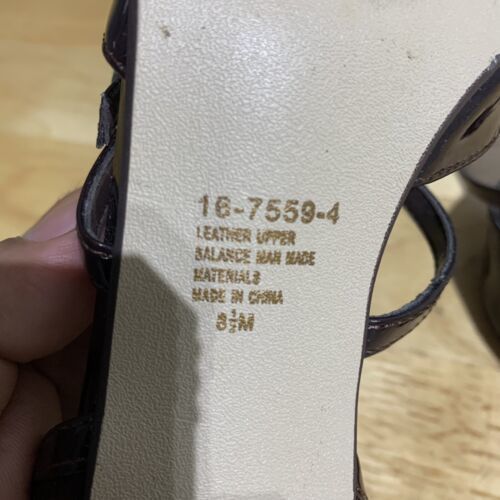 16-7559-4
LEATHER UPPER
BALANCE MAN MADE
MATERIALS
MADE IN CHINA
8½M